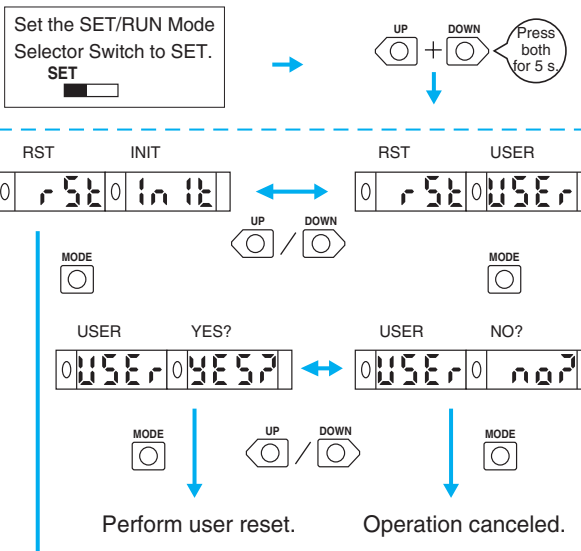 Set the SET/RUN Mode
Selector Switch to SET.
SET
UP DOWN
+
Press
both
for 5 s.
RST INIT RST USER
rSt InIt rSt USEr
UP DOWN
/
MODE MODE
USER YES? USER NO?
USEr YES? USEr no?
MODE UP DOWN MODE
/
Perform user reset. Operation canceled.